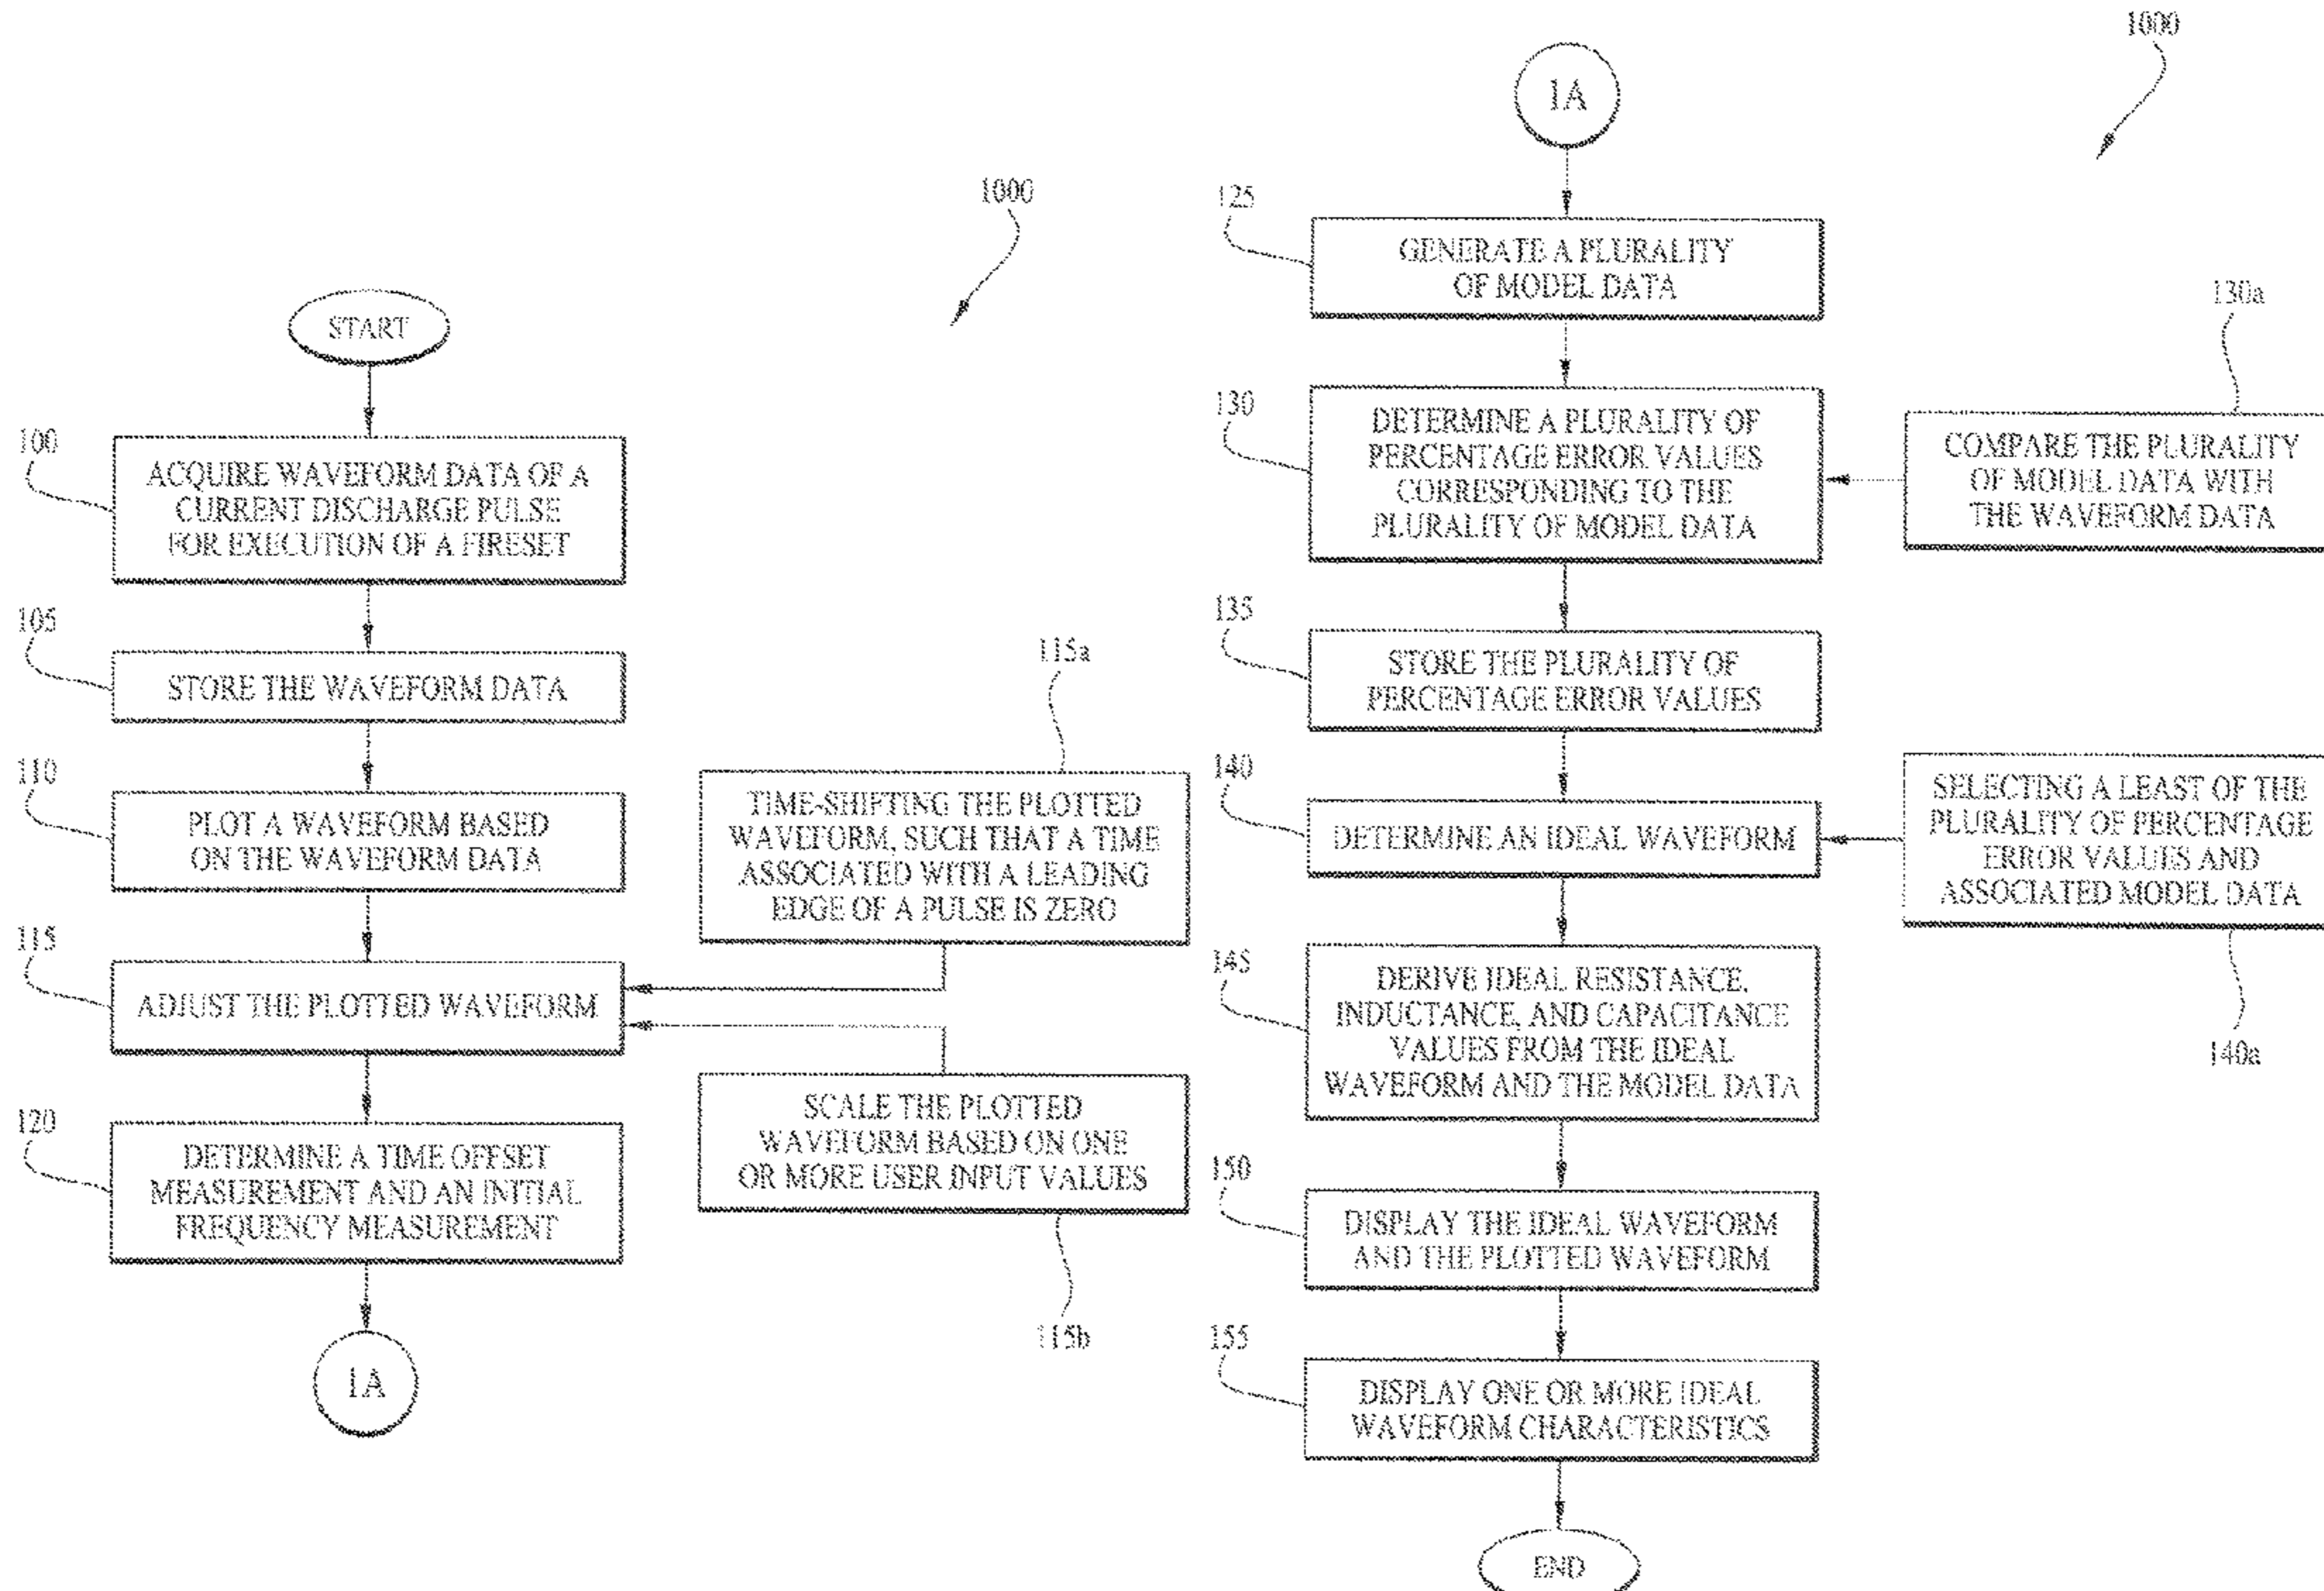 1000
START
100
ACQUIRE WAVEFORM DATA OF A
CURRENT DISCHARGE PULSE
FOR EXECUTION OF A FIRESET
105
STORE THE WAVEFORM DATA
110
PLOT A WAVEFORM BASED
ON THE WAVEFORM DATA
115
ADJUST THE PLOTTED WAVEFORM
115a
TIME-SHIFTING THE PLOTTED
WAVEFORM, SUCH THAT A TIME
ASSOCIATED WITH A LEADING
EDGE OF A PULSE IS ZERO
SCALE THE PLOTTED
WAVEFORM BASED ON ONE
OR MORE USER INPUT VALUES
115b
120
DETERMINE A TIME OFFSET
MEASUREMENT AND AN INITIAL
FREQUENCY MEASUREMENT
1A
1000
1A
125
GENERATE A PLURALITY
OF MODEL DATA
130
DETERMINE A PLURALITY OF
PERCENTAGE ERROR VALUES
CORRESPONDING TO THE
PLURALITY OF MODEL DATA
130a
COMPARE THE PLURALITY
OF MODEL DATA WITH
THE WAVEFORM DATA
135
STORE THE PLURALITY OF
PERCENTAGE ERROR VALUES
140
DETERMINE AN IDEAL WAVEFORM
SELECTING A LEAST OF THE
PLURALITY OF PERCENTAGE
ERROR VALUES AND
ASSOCIATED MODEL DATA
140a
145
DERIVE IDEAL RESISTANCE,
INDUCTANCE, AND CAPACITANCE
VALUES FROM THE IDEAL
WAVEFORM AND THE MODEL DATA
150
DISPLAY THE IDEAL WAVEFORM
AND THE PLOTTED WAVEFORM
155
DISPLAY ONE OR MORE IDEAL
WAVEFORM CHARACTERISTICS
END